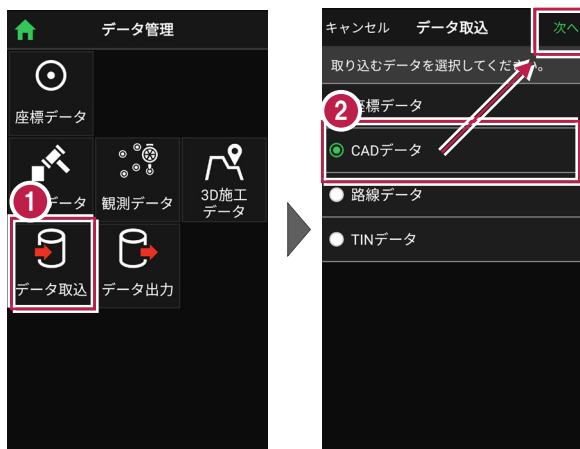 データ管理
座標データ
データ
観測データ
3D施工
データ
1
データ取込
データ出力
キャンセル
データ取込
次へ
取り込むデータを選択してください。
2
標データ
CADデータ
路線データ
TINデータ